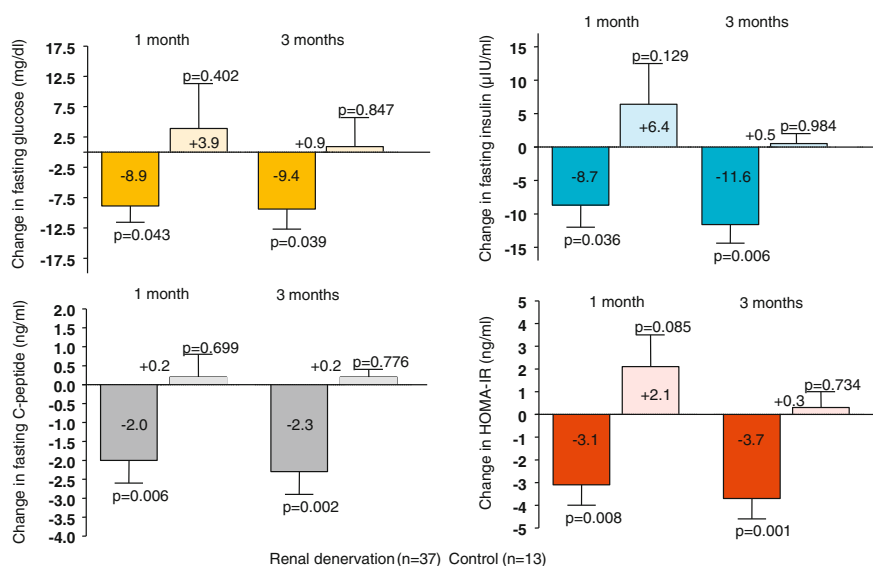 Change in fasting glucose (mg/dl)
17.5
12.5
7.5
2.5
-2.5
-7.5
-12.5
-17.5
1 month
3 months
p=0.402
p=0.847
+3.9
+0.9
-8.9
-9.4
p=0.043
p=0.039
Change in fasting insulin (µIU/ml)
15
10
5
0
-5
-10
-15
1 month
3 months
p=0.129
+6.4
+0.5
p=0.984
-8.7
-11.6
p=0.036
p=0.006
Change in fasting C-peptide (ng/ml)
2.0
1.5
1.0
0.5
0.0
-0.5
-1.0
-1.5
-2.0
-2.5
-3.0
-3.5
-4.0
1 month
3 months
p=0.699
+0.2
+0.2
p=0.776
-2.0
-2.3
p=0.006
p=0.002
Change in HOMA-IR (ng/ml)
5
4
3
2
1
0
-1
-2
-3
-4
-5
1 month
3 months
p=0.085
p=0.734
+2.1
+0.3
-3.1
-3.7
p=0.008
p=0.001
Renal denervation (n=37) Control (n=13)